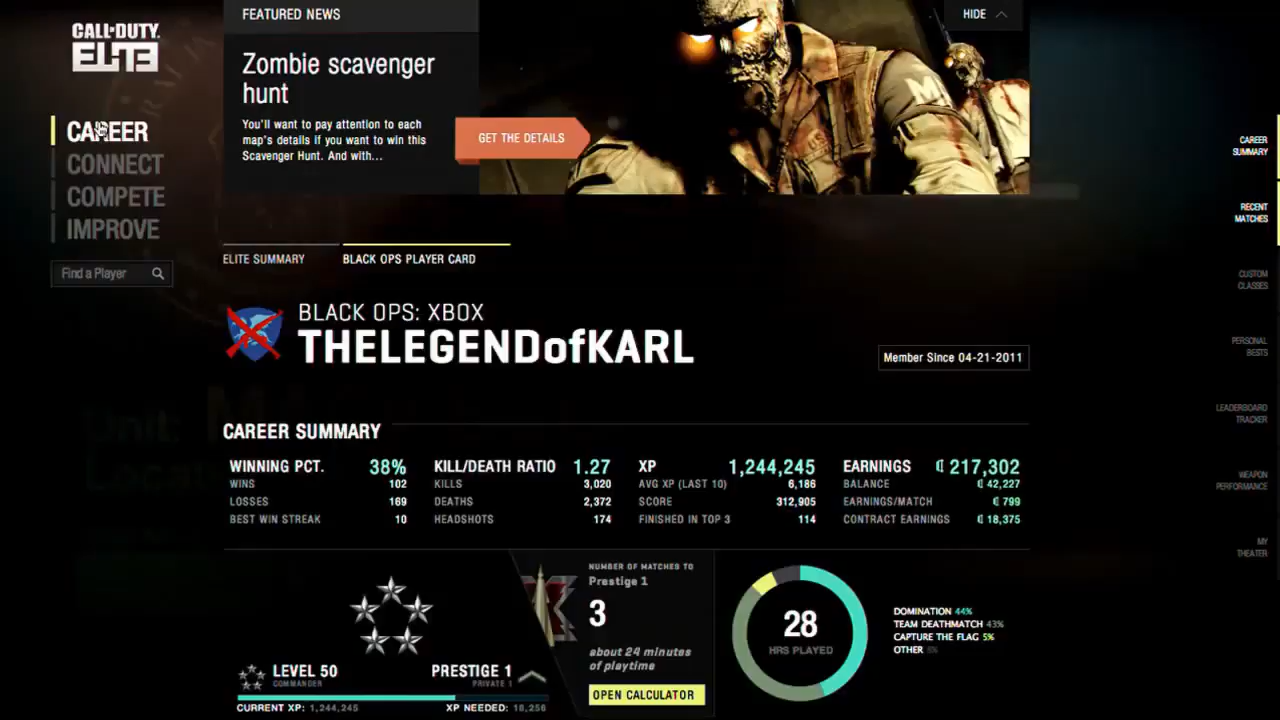 CALL OF DUTY
ELITE
CAREER
CONNECT
COMPETE
IMPROVE
Find a Player
FEATURED NEWS
HIDE
Zombie scavenger
hunt
You'll want to pay attention to each
map's details if you want to win this
Scavenger Hunt. And with...
GET THE DETAILS
ELITE SUMMARY
BLACK OPS PLAYER CARD
BLACK OPS: XBOX
THELEGENDofKARL
Member Since 04-21-2011
CAREER SUMMARY
WINNING PCT. 38%
WINS 102
LOSSES 169
BEST WIN STREAK 10
KILL/DEATH RATIO 1.27
KILLS 3,020
DEATHS 2,372
HEADSHOTS 174
XP 1,244,245
AVG XP (LAST 10) 6,186
SCORE 312,905
FINISHED IN TOP 3 114
EARNINGS 217,302
BALANCE 42,227
EARNINGS/MATCH 799
CONTRACT EARNINGS 18,375
LEVEL 50
COMMANDER
PRESTIGE 1
PRIVATE 1
CURRENT XP: 1,244,245
XP NEEDED: 18,256
NUMBER OF MATCHES TO
Prestige 1
3
about 24 minutes
of playtime
OPEN CALCULATOR
28
HRS PLAYED
DOMINATION 44%
TEAM DEATHMATCH 43%
CAPTURE THE FLAG 5%
OTHER
CAREER
SUMMARY
RECENT
MATCHES
CUSTOM
CLASSES
PERSONAL
BESTS
LEADERBOARD
TRACKER
WEAPON
PERFORMANCE
MY
THEATER